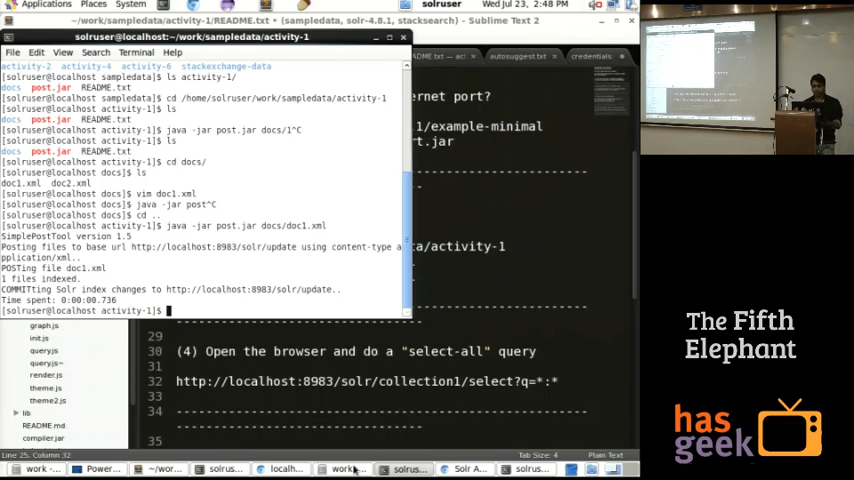 Applications Places System
solruser
Wed Jul 23, 2:48 PM
~/work/sampledata/activity-1/README.txt • (sampledata, solr-4.8.1, stacksearch) - Sublime Text 2
solruser@localhost:~/work/sampledata/activity-1
File Edit View Search Terminal Help
autosuggest.txt
credentials:
activity-2 activity-4 activity-6 stackexchange-data
[solruser@localhost sampledata]$ ls activity-1/
docs post.jar README.txt
[solruser@localhost sampledata]$ cd /home/solruser/work/sampledata/activity-1
[solruser@localhost activity-1]$ ls
docs post.jar README.txt
[solruser@localhost activity-1]$ java -jar post.jar docs/1^C
[solruser@localhost activity-1]$ ls
docs post.jar README.txt
[solruser@localhost activity-1]$ cd docs/
[solruser@localhost docs]$ ls
doc1.xml doc2.xml
[solruser@localhost docs]$ vim doc1.xml
[solruser@localhost docs]$ java -jar post^C
[solruser@localhost docs]$ cd ..
[solruser@localhost activity-1]$ java -jar post.jar docs/doc1.xml
SimplePostTool version 1.5
Posting files to base url http://localhost:8983/solr/update using content-type a
pplication/xml..
POSTing file doc1.xml
1 files indexed.
COMMITting Solr index changes to http://localhost:8983/solr/update..
Time spent: 0:00:00.736
[solruser@localhost activity-1]$
ernet port?
1/example-minimal
rt.jar
ta/activity-1
graph.js
init.js
query.js
query.js~
render.js
theme.js
theme2.js
lib
README.md
compiler.jar
29
30 (4) Open the browser and do a "select-all" query
31
32 http://localhost:8983/solr/collection1/select?q=*:*
33
34 ---------------------------------------------------
-------------------------------
35
Line 31, Column 32
Tab Size: 4
Plain Text
work -...
Power...
~/wor...
solrus...
localh...
work...
solrus...
Solr A...
solrus...
The Fifth
Elephant
has
geek